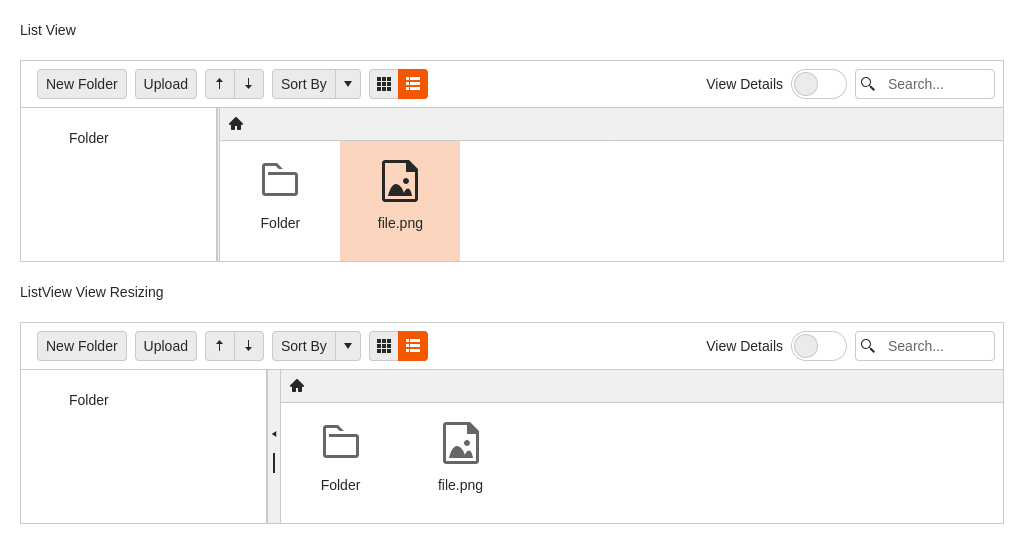 List View
New Folder Upload Sort By View Details Search...
Folder
Folder file.png
ListView View Resizing
New Folder Upload Sort By View Details Search...
Folder
Folder file.png